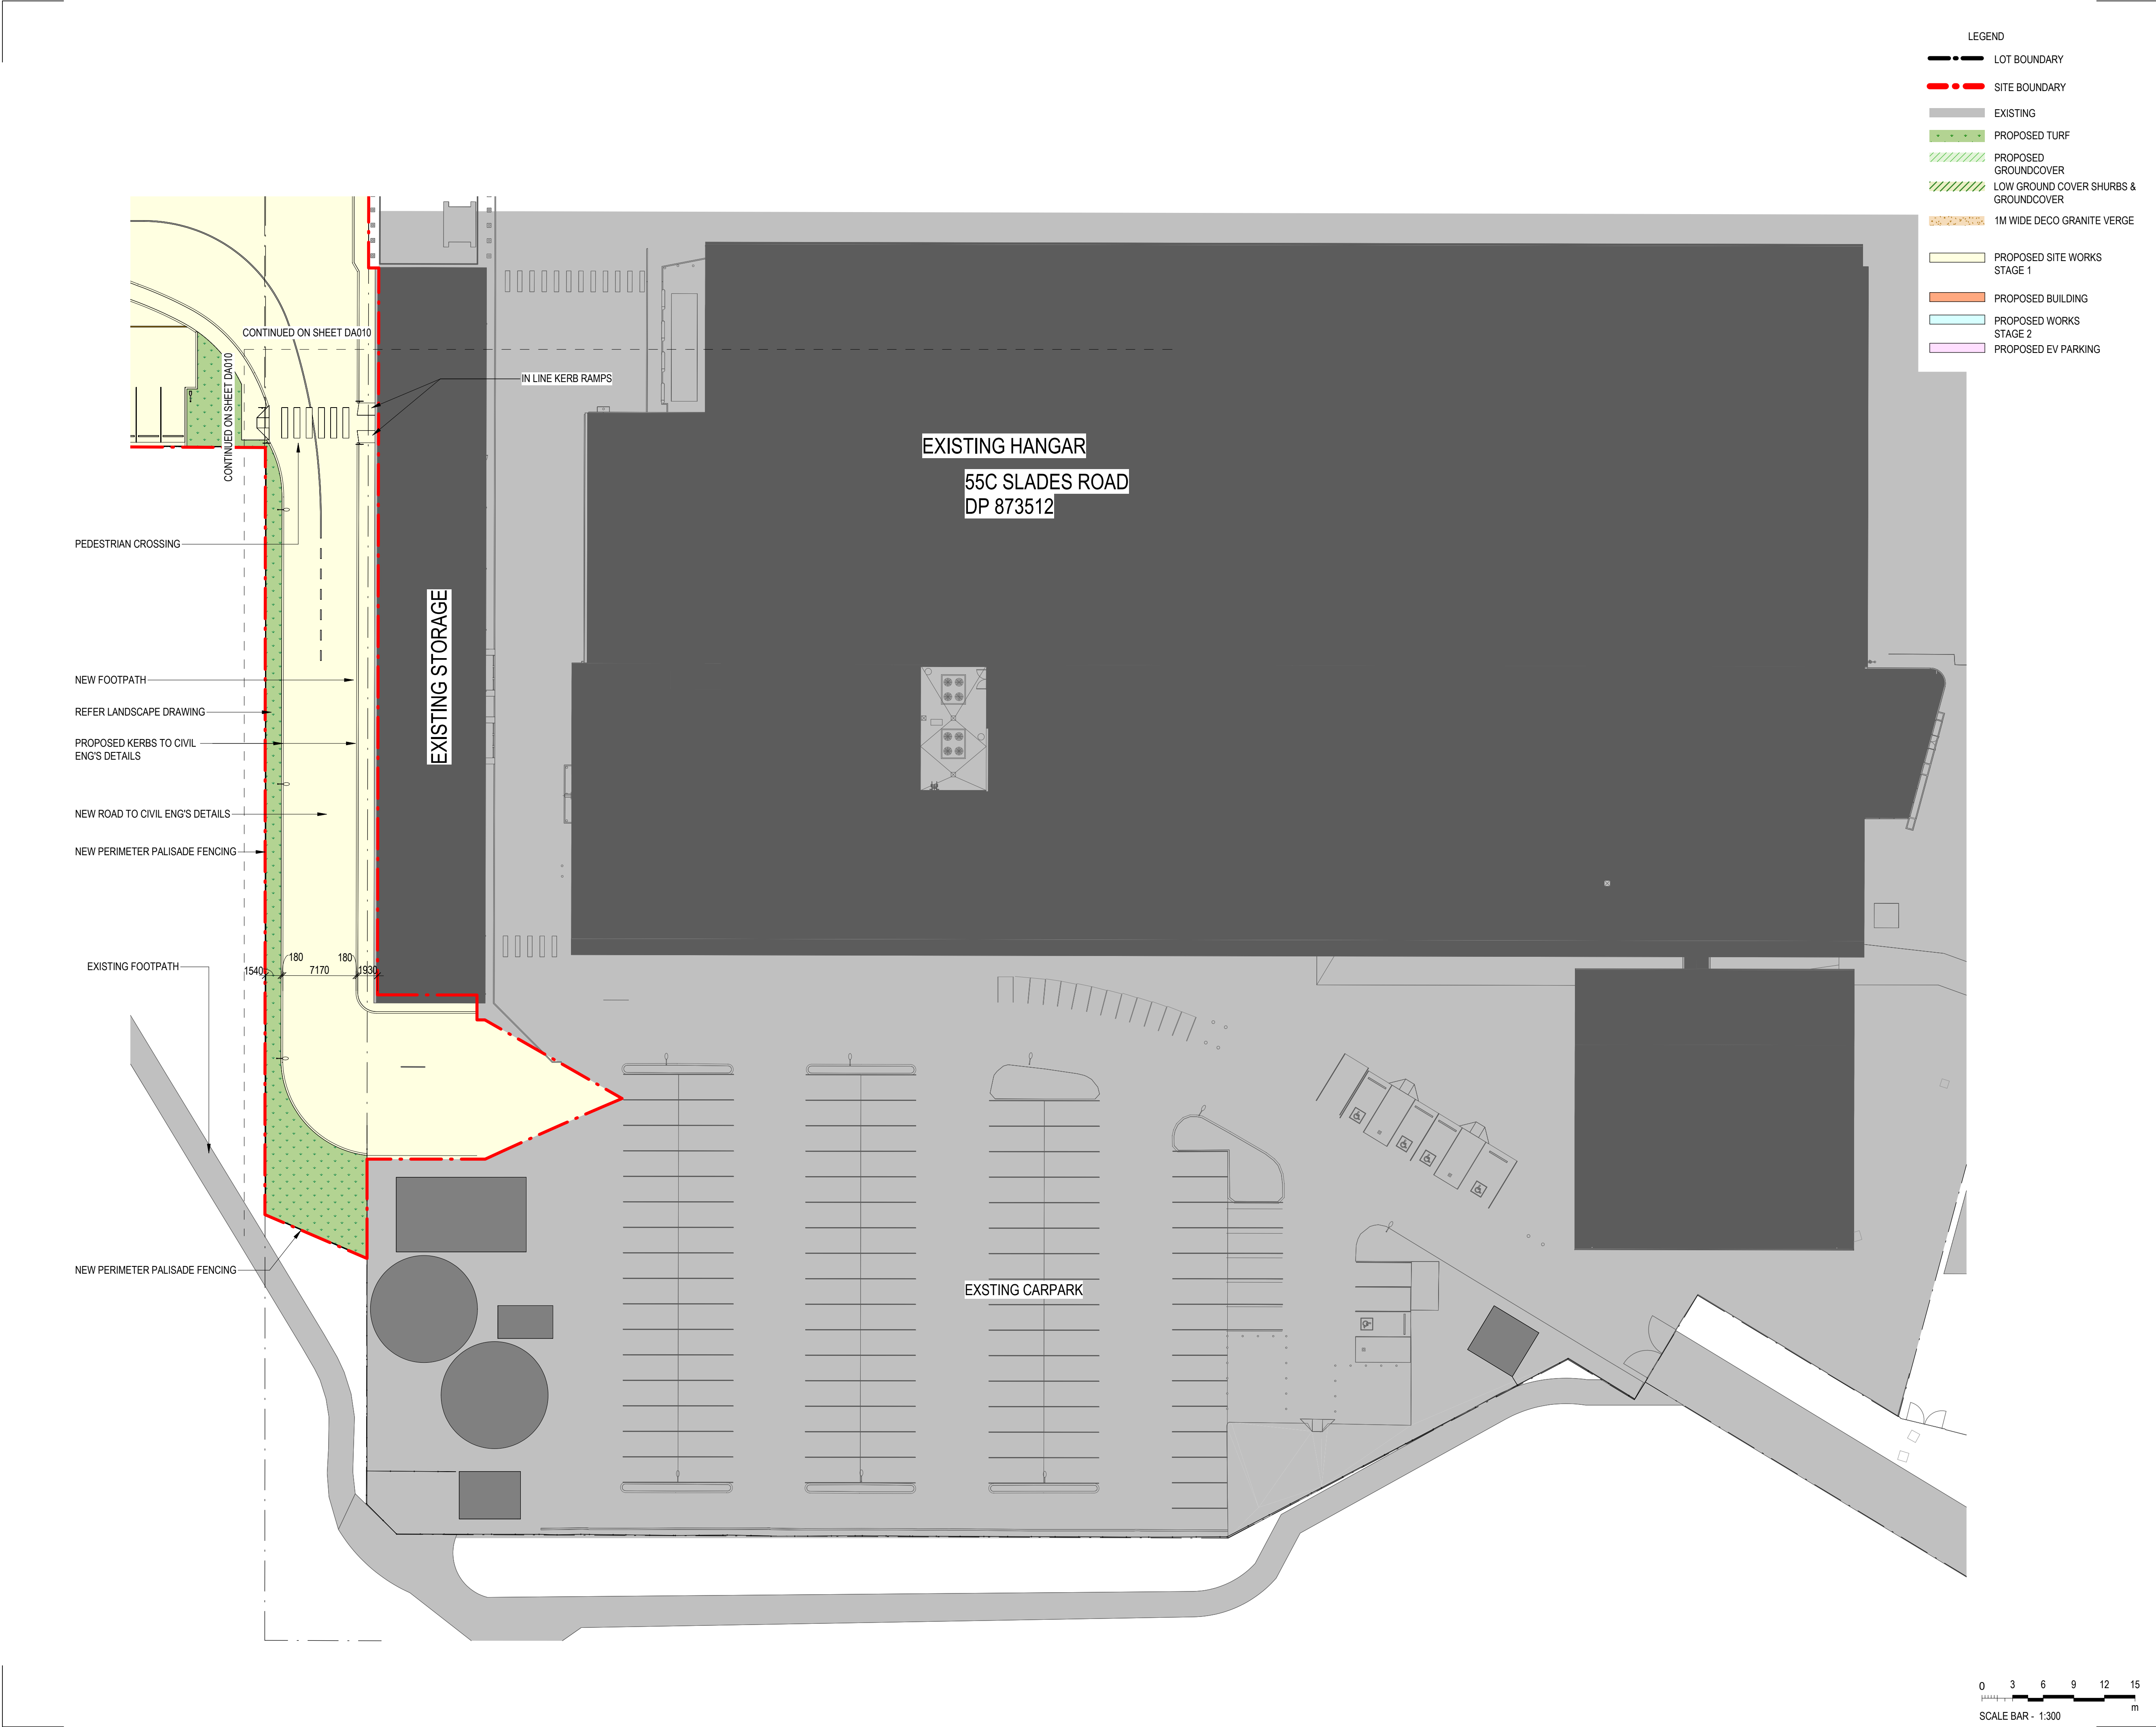 LEGEND
LOT BOUNDARY
SITE BOUNDARY
EXISTING
PROPOSED TURF
PROPOSED
GROUNDCOVER
LOW GROUND COVER SHURBS &
GROUNDCOVER
1M WIDE DECO GRANITE VERGE
PROPOSED SITE WORKS
STAGE 1
PROPOSED BUILDING
PROPOSED WORKS
STAGE 2
PROPOSED EV PARKING
CONTINUED ON SHEET DA010
CONTINUED ON SHEET DA010
IN LINE KERB RAMPS
EXISTING HANGAR
55C SLADES ROAD
DP 873512
PEDESTRIAN CROSSING
EXISTING STORAGE
NEW FOOTPATH
REFER LANDSCAPE DRAWING
PROPOSED KERBS TO CIVIL
ENG'S DETAILS
NEW ROAD TO CIVIL ENG'S DETAILS
NEW PERIMETER PALISADE FENCING
EXISTING FOOTPATH
1540 180 7170 180 1930
NEW PERIMETER PALISADE FENCING
EXSTING CARPARK
0 3 6 9 12 15
m
SCALE BAR - 1:300